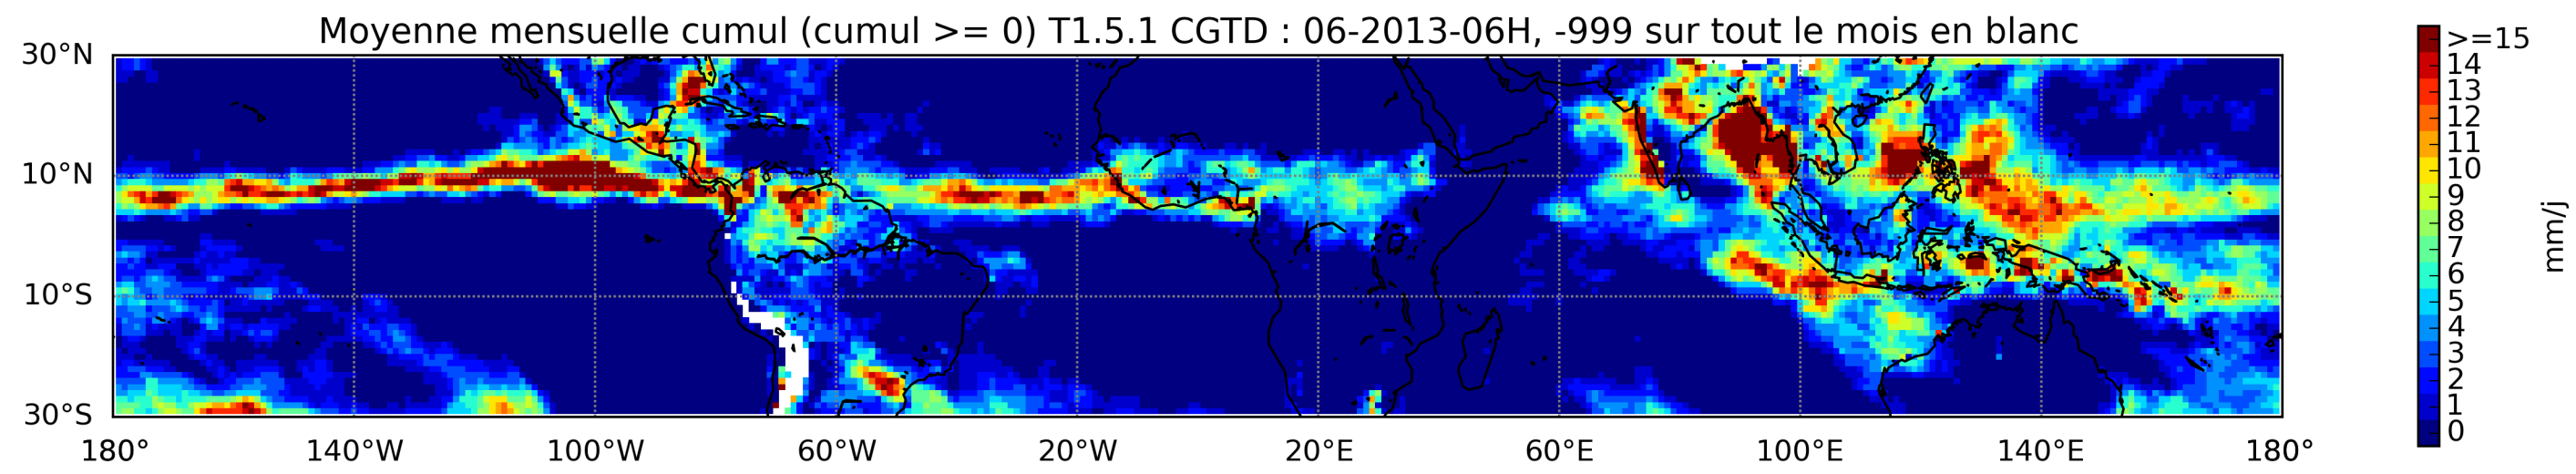 Moyenne mensuelle cumul (cumul >= 0) T1.5.1 CGTD : 06-2013-06H, -999 sur tout le mois en blanc
30°N
10°N
10°S
30°S
180° 140°W 100°W 60°W 20°W 20°E 60°E 100°E 140°E 180°
>=15
14
13
12
11
10
9
8
7
6
5
4
3
2
1
0
mm/j